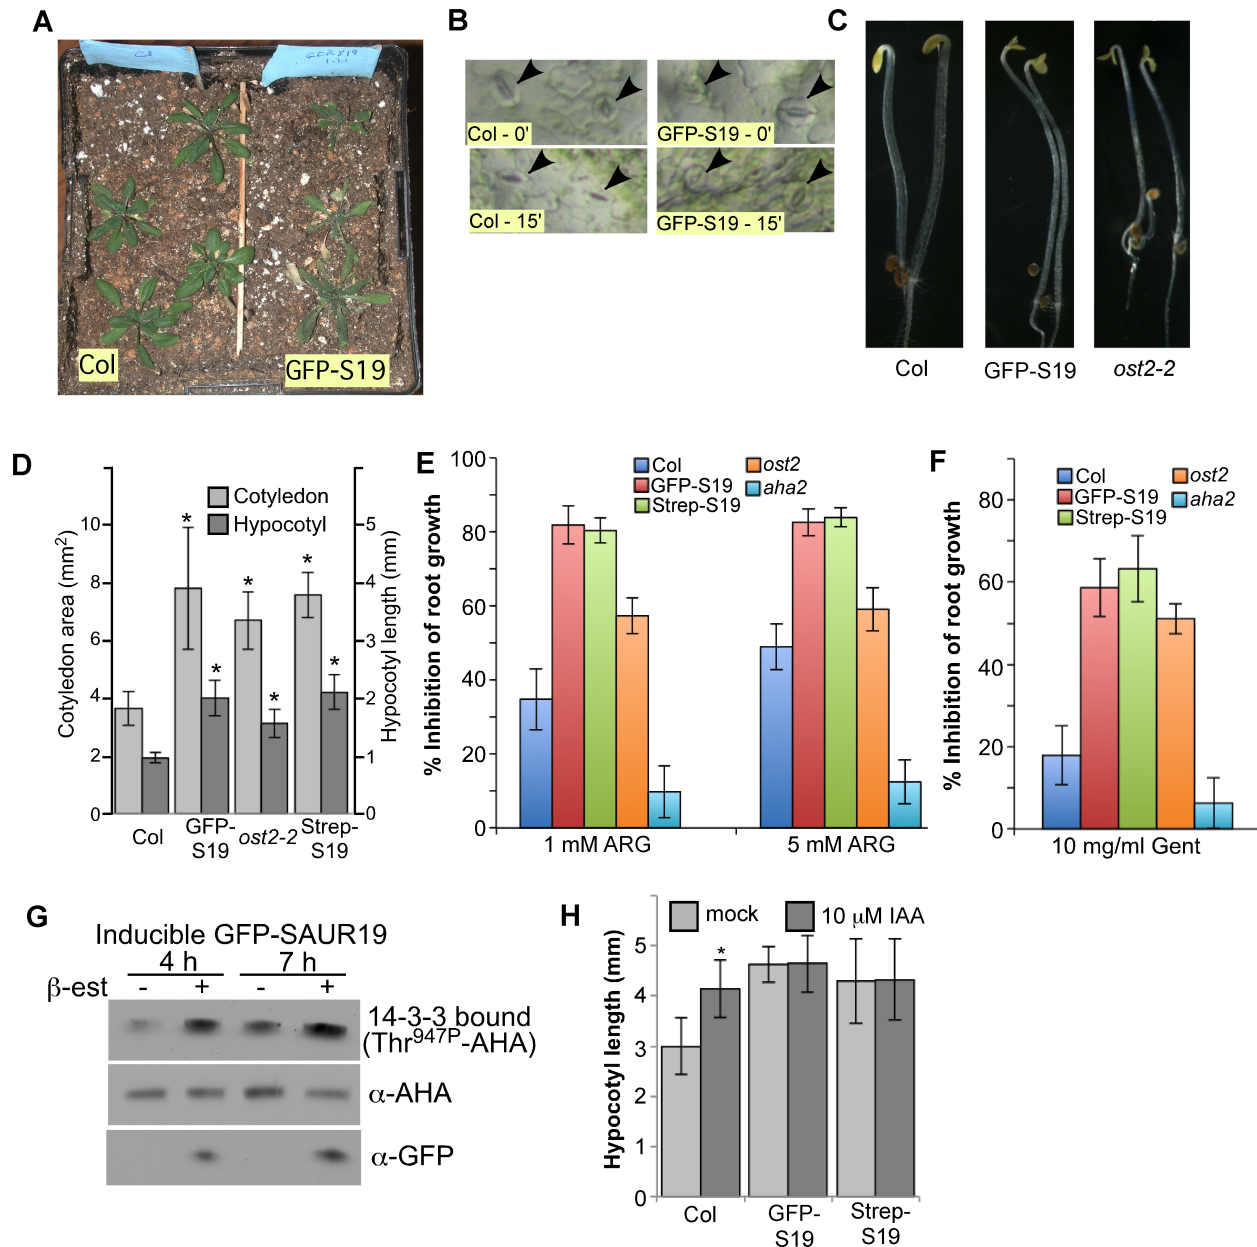 A
Col
GFP-S19
B
Col - 0'
GFP-S19 - 0'
Col - 15'
GFP-S19 - 15'
C
Col
GFP-S19
ost2-2
D
Cotyledon
Hypocotyl
Cotyledon area (mm²)
10
8
6
4
2
0
Hypocotyl length (mm)
5
4
3
2
1
0
* * * * * *
Col
GFP-
S19
ost2-2
Strep-
S19
E
% Inhibition of root growth
100
80
60
40
20
0
Col
GFP-S19
Strep-S19
ost2
aha2
1 mM ARG
5 mM ARG
F
% Inhibition of root growth
80
60
40
20
0
Col
GFP-S19
Strep-S19
ost2
aha2
10 mg/ml Gent
G
Inducible GFP-SAUR19
4 h 7 h
β-est - + - +
14-3-3 bound
(Thr⁹⁴⁷ᴾ-AHA)
α-AHA
α-GFP
H
mock
10 μM IAA
Hypocotyl length (mm)
5
4
3
2
1
0
*
Col
GFP-
S19
Strep-
S19